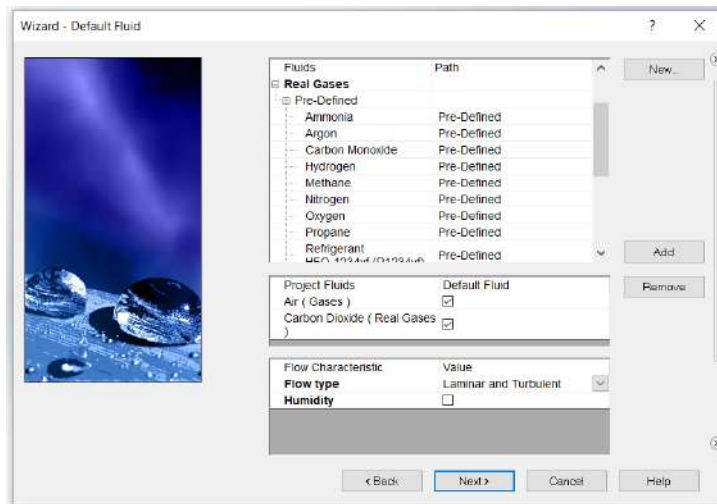 Wizard - Default Fluid
? X
Fluids Path
Real Gases
Pre-Defined
Ammonia Pre-Defined
Argon Pre-Defined
Carbon Monoxide Pre-Defined
Hydrogen Pre-Defined
Methane Pre-Defined
Nitrogen Pre-Defined
Oxygen Pre-Defined
Propane Pre-Defined
Refrigerant
HFO-1234yf (R1234yf) Pre-Defined
New...
Add
Remove
Project Fluids Default Fluid
Air ( Gases )
Carbon Dioxide ( Real Gases
)
Flow Characteristic Value
Flow type Laminar and Turbulent
Humidity
< Back Next > Cancel Help